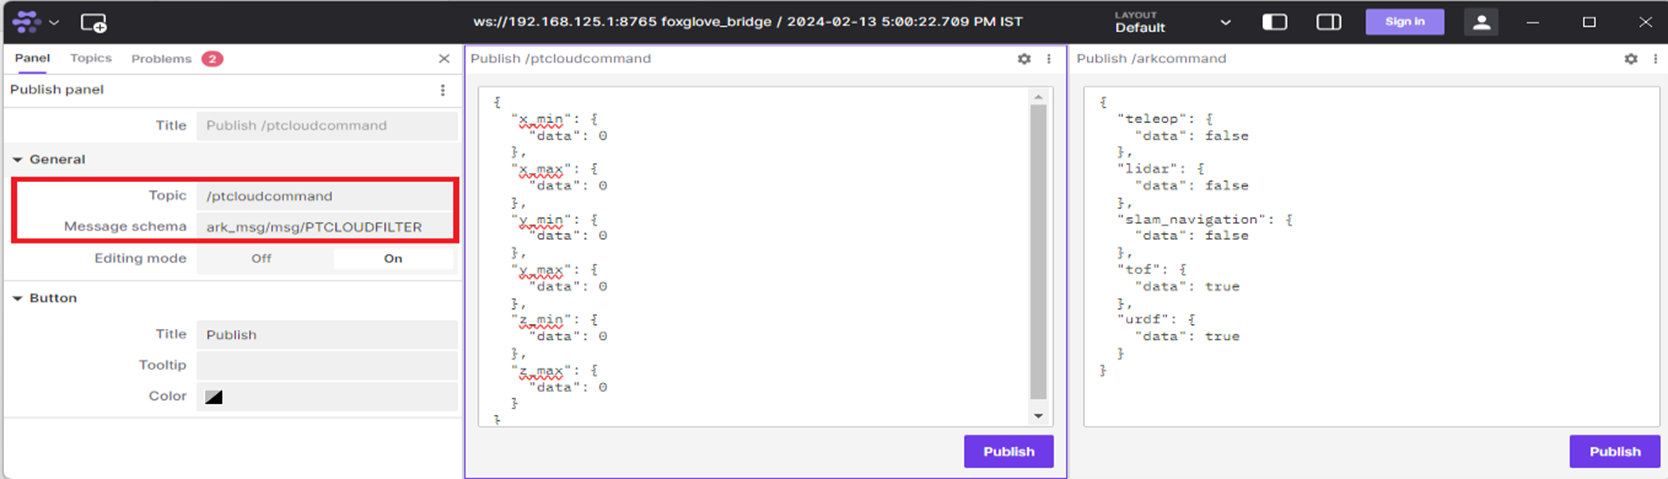 ws://192.168.125.1:8765 foxglove_bridge / 2024-02-13 5:00:22.709 PM IST
LAYOUT
Default
Sign in
Panel Topics Problems 2
Publish panel
Title Publish /ptcloudcommand
General
Topic /ptcloudcommand
Message schema ark_msg/msg/PTCLOUDFILTER
Editing mode Off On
Button
Title Publish
Tooltip
Color
Publish /ptcloudcommand
{
"x_min": {
"data": 0
},
"x_max": {
"data": 0
},
"y_min": {
"data": 0
},
"y_max": {
"data": 0
},
"z_min": {
"data": 0
},
"z_max": {
"data": 0
}
}
Publish
Publish /arkcommand
{
"teleop": {
"data": false
},
"lidar": {
"data": false
},
"slam_navigation": {
"data": false
},
"tof": {
"data": true
},
"urdf": {
"data": true
}
}
Publish